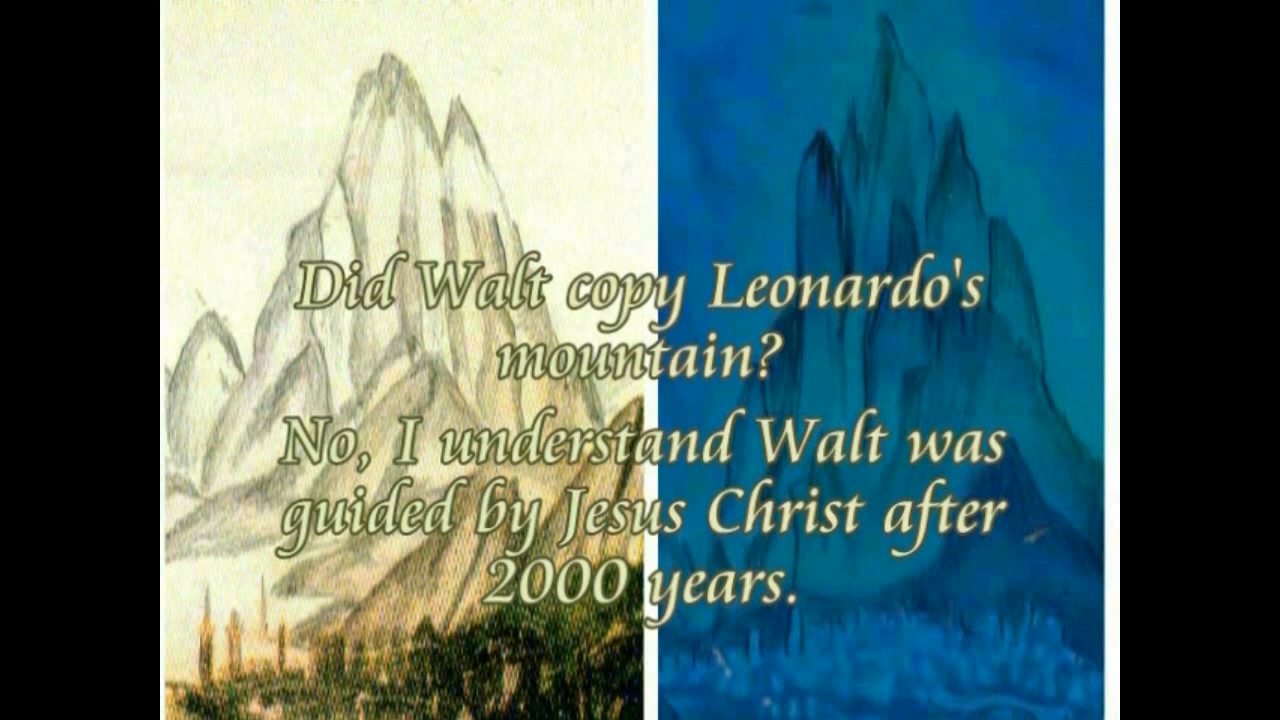 Did Walt copy Leonardo's
mountain?
No, I understand Walt was
guided by Jesus Christ after
2000 years.